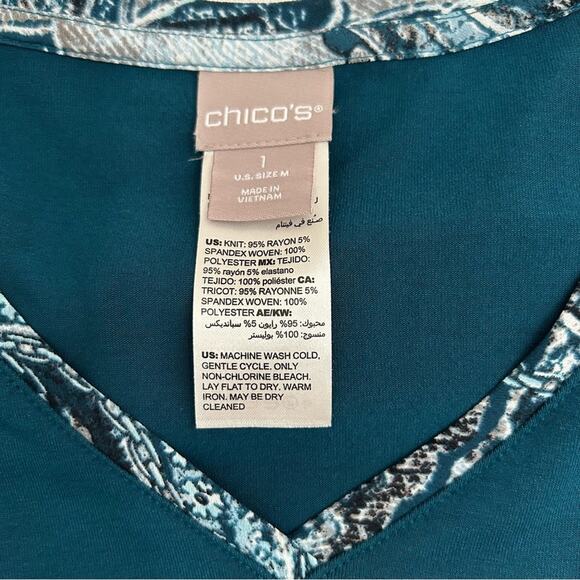 chico's®
1
U.S. SIZE M
MADE IN
VIETNAM
صنع في فيتنام
US: KNIT: 95% RAYON 5%
SPANDEX WOVEN: 100%
POLYESTER MX: TEJIDO:
95% rayón 5% elastano
TEJIDO: 100% poliéster CA:
TRICOT: 95% RAYONNE 5%
SPANDEX WOVEN: 100%
POLYESTER AE/KW:
محبوك: 95% رايون 5% سبانديكس
منسوج: 100% بوليستر
US: MACHINE WASH COLD,
GENTLE CYCLE. ONLY
NON-CHLORINE BLEACH.
LAY FLAT TO DRY. WARM
IRON. MAY BE DRY
CLEANED